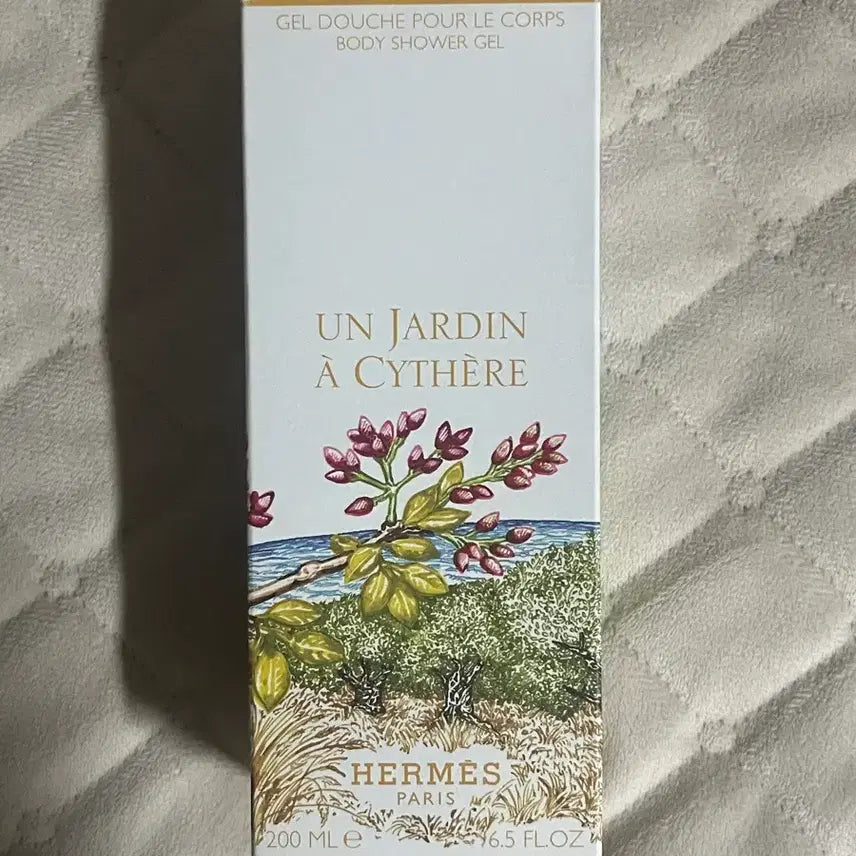 GEL DOUCHE POUR LE CORPS
BODY SHOWER GEL
UN JARDIN
À CYTHÈRE
HERMÈS
PARIS
200 ML e 6.5 FL.OZ